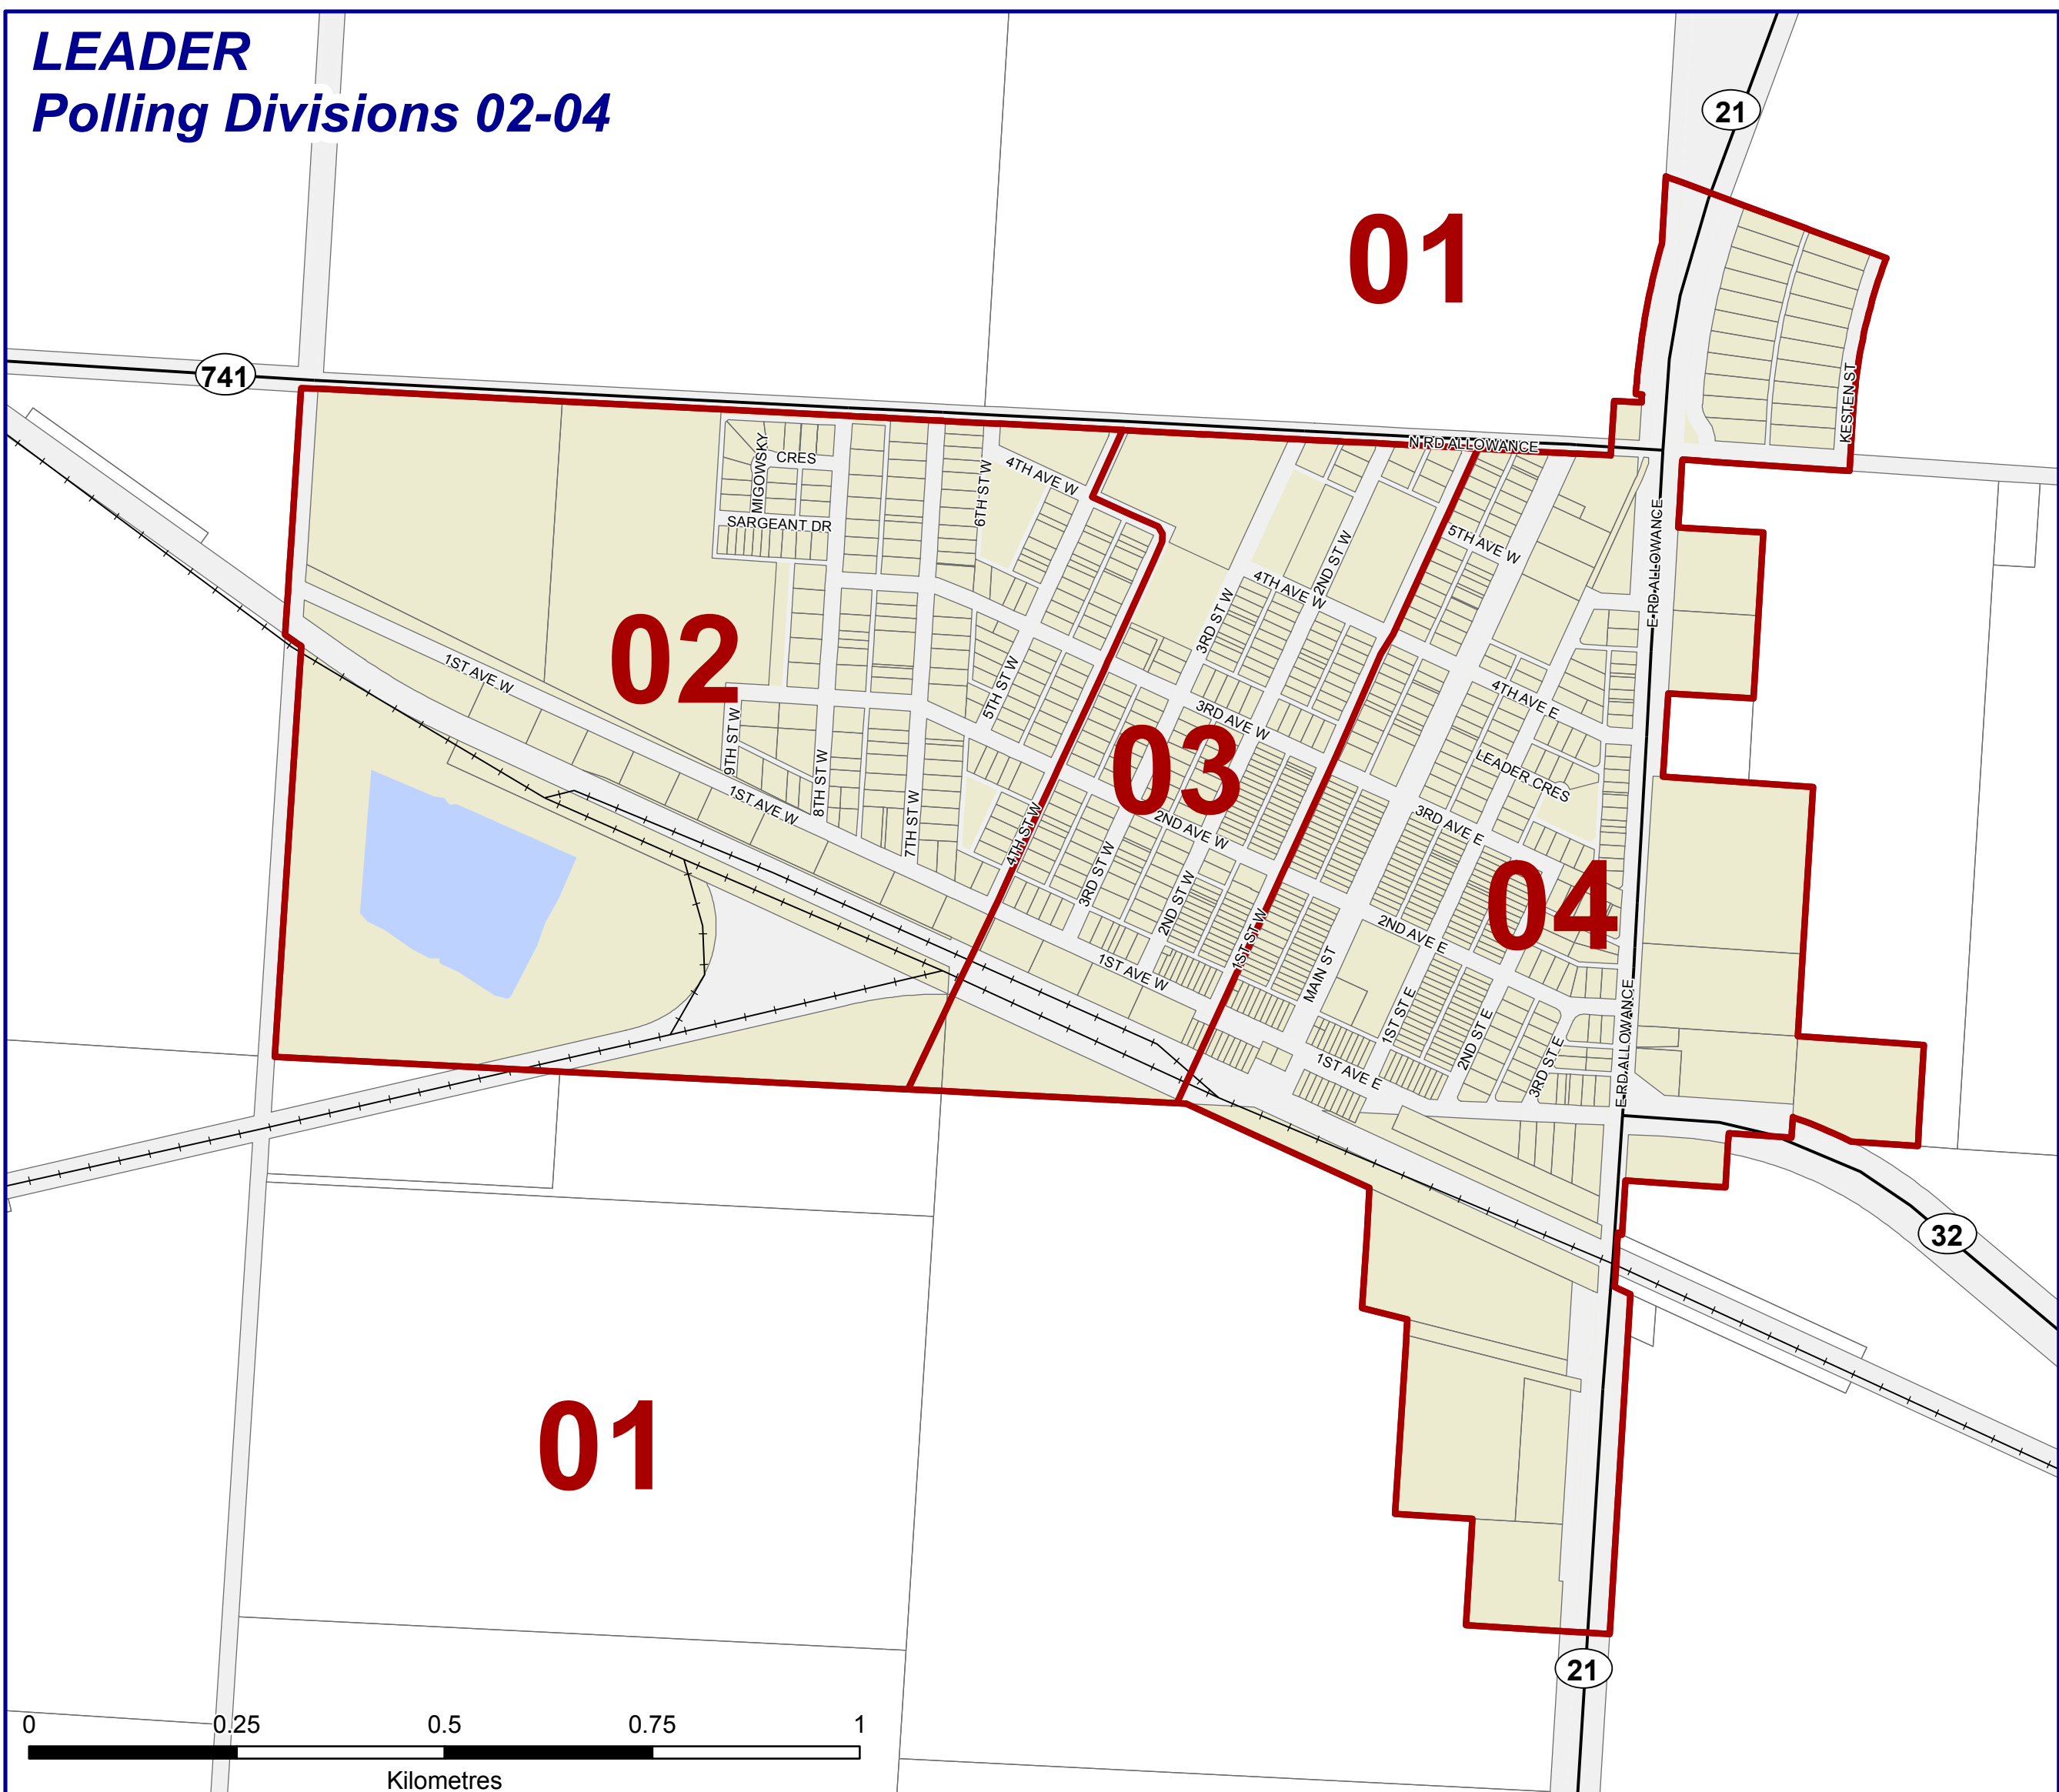 LEADER
Polling Divisions 02-04
21
01
741
N RD ALLOWANCE
KESTEN ST
MIGOWSKY
CRES
SARGEANT DR
6TH ST W
4TH AVE W
5TH AVE W
2ND ST W
4TH AVE W
3RD ST W
E RD ALLOWANCE
02
1ST AVE W
5TH ST W
4TH AVE E
3RD AVE W
03
9TH ST W
8TH ST W
1ST AVE W
7TH ST W
4TH ST W
2ND AVE W
LEADER CRES
3RD AVE E
04
3RD ST W
2ND ST W
1ST ST W
2ND AVE E
1ST AVE W
MAIN ST
1ST ST E
2ND ST E
3RD ST E
E RD ALLOWANCE
1ST AVE E
32
01
21
0 0.25 0.5 0.75 1
Kilometres